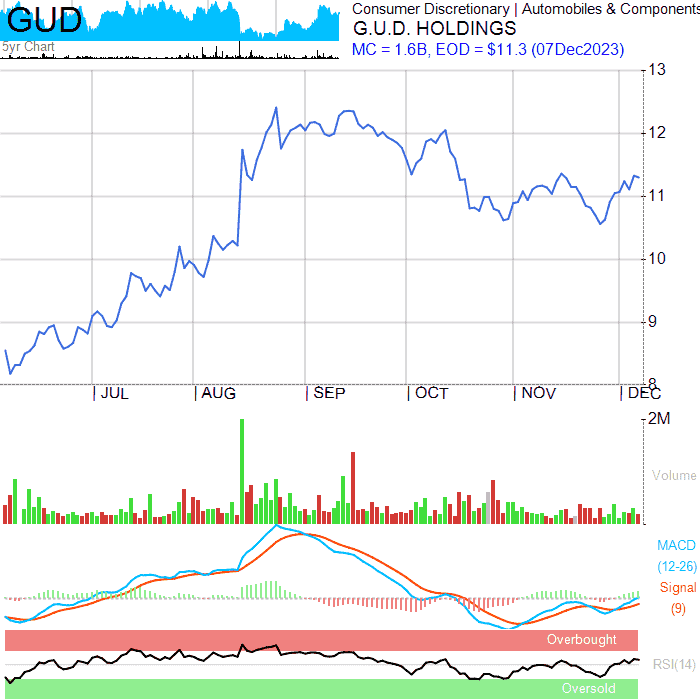 GUD
5yr Chart
Consumer Discretionary | Automobiles & Components
G.U.D. HOLDINGS
MC = 1.6B, EOD = $11.3 (07Dec2023)
13
12
11
10
9
8
JUL
AUG
SEP
OCT
NOV
DEC
2M
Volume
MACD
(12-26)
Signal
(9)
Overbought
RSI(14)
Oversold